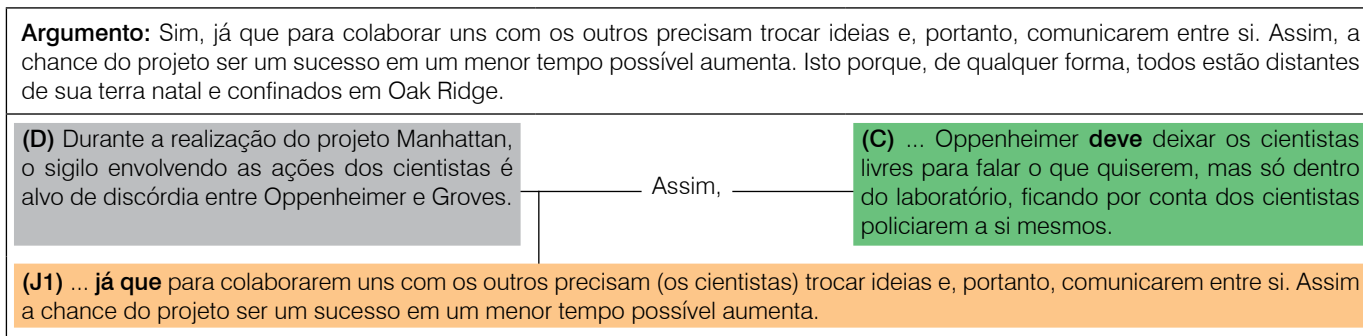 Argumento: Sim, já que para colaborar uns com os outros precisam trocar ideias e, portanto, comunicarem entre si. Assim, a
chance do projeto ser um sucesso em um menor tempo possível aumenta. Isto porque, de qualquer forma, todos estão distantes
de sua terra natal e confinados em Oak Ridge.
(D) Durante a realização do projeto Manhattan,
o sigilo envolvendo as ações dos cientistas é
alvo de discórdia entre Oppenheimer e Groves.
Assim,
(C) ... Oppenheimer deve deixar os cientistas
livres para falar o que quiserem, mas só dentro
do laboratório, ficando por conta dos cientistas
policiarem a si mesmos.
(J1) ... já que para colaborarem uns com os outros precisam (os cientistas) trocar ideias e, portanto, comunicarem entre si. Assim
a chance do projeto ser um sucesso em um menor tempo possível aumenta.